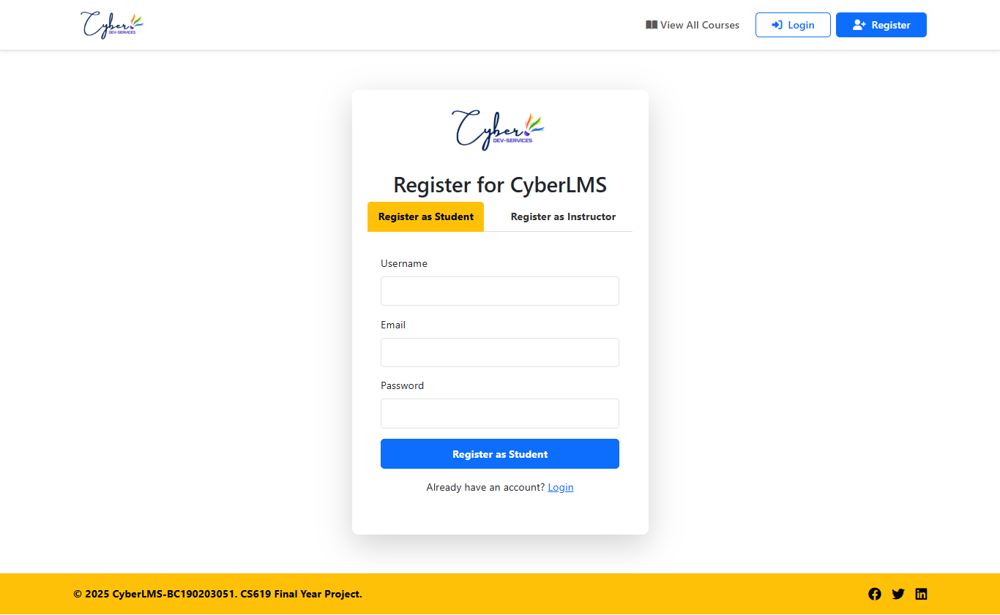 Cyber
DEV-SERVICES
View All Courses
Login
Register
Cyber
DEV-SERVICES
Register for CyberLMS
Register as Student
Register as Instructor
Username
Email
Password
Register as Student
Already have an account? Login
© 2025 CyberLMS-BC190203051. CS619 Final Year Project.